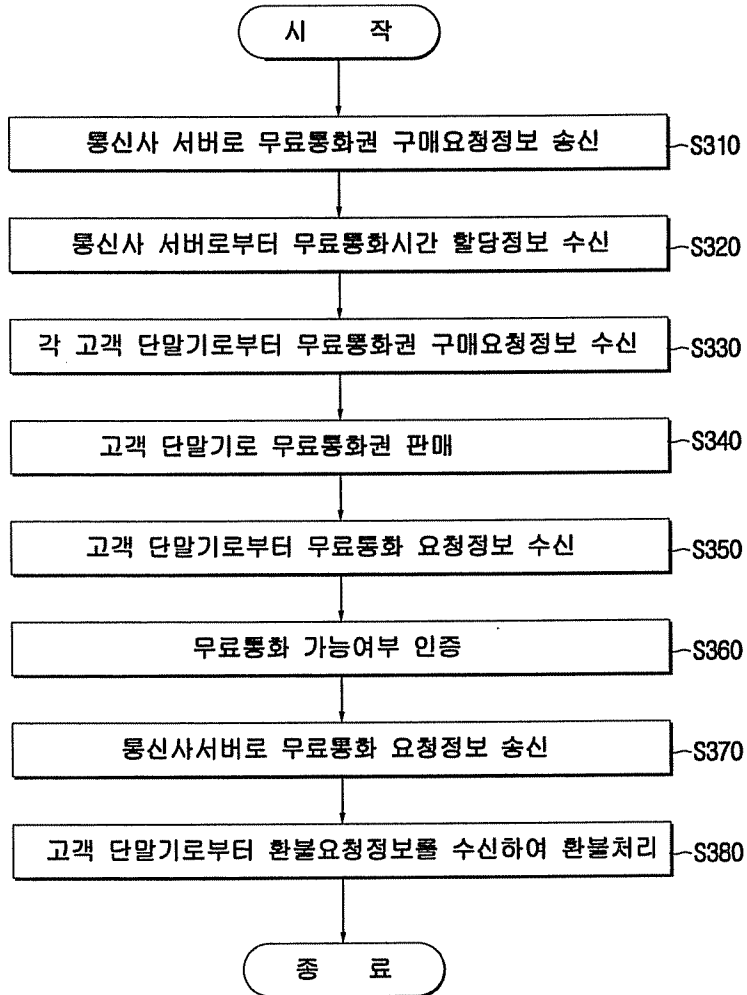 시 작
통신사 서버로 무료통화권 구매요청정보 송신 S310
통신사 서버로부터 무료통화시간 할당정보 수신 S320
각 고객 단말기로부터 무료통화권 구매요청정보 수신 S330
고객 단말기로 무료통화권 판매 S340
고객 단말기로부터 무료통화 요청정보 수신 S350
무료통화 가능여부 인증 S360
통신사서버로 무료통화 요청정보 송신 S370
고객 단말기로부터 환불요청정보를 수신하여 환불처리 S380
종 료